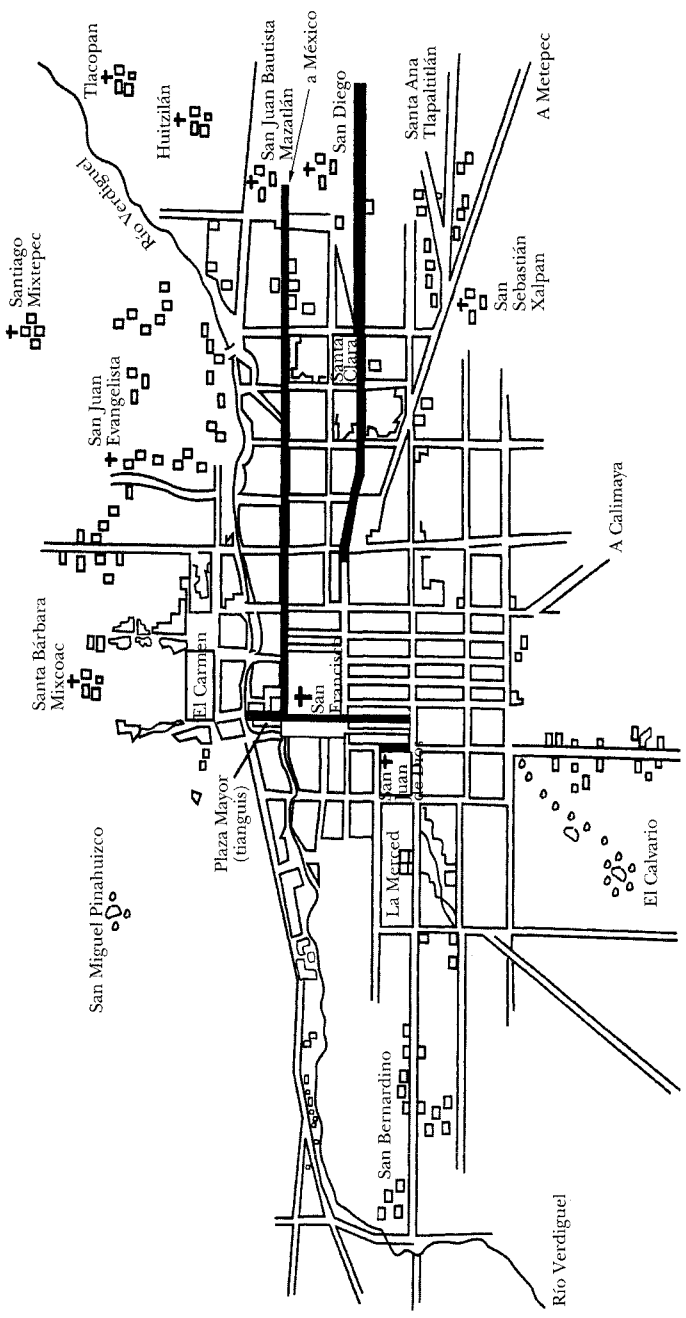 Tlacopan
Huitzilán
San Juan Bautista
Mazatlán
a México
San Diego
Santa Ana
Tlapaltitlán
A Metepec
Río Verdiguel
Santiago
Mixtepec
San
Sebastián
Xalpan
Santa
Clara
San Juan
Evangelista
A Calimaya
Santa Bárbara
Mixcoac
El Carmen
San
Francisco
Plaza Mayor
(tianguis)
San
Juan
de Dios
La Merced
El Calvario
San Miguel Pinahuizco
San Bernardino
Río Verdiguel